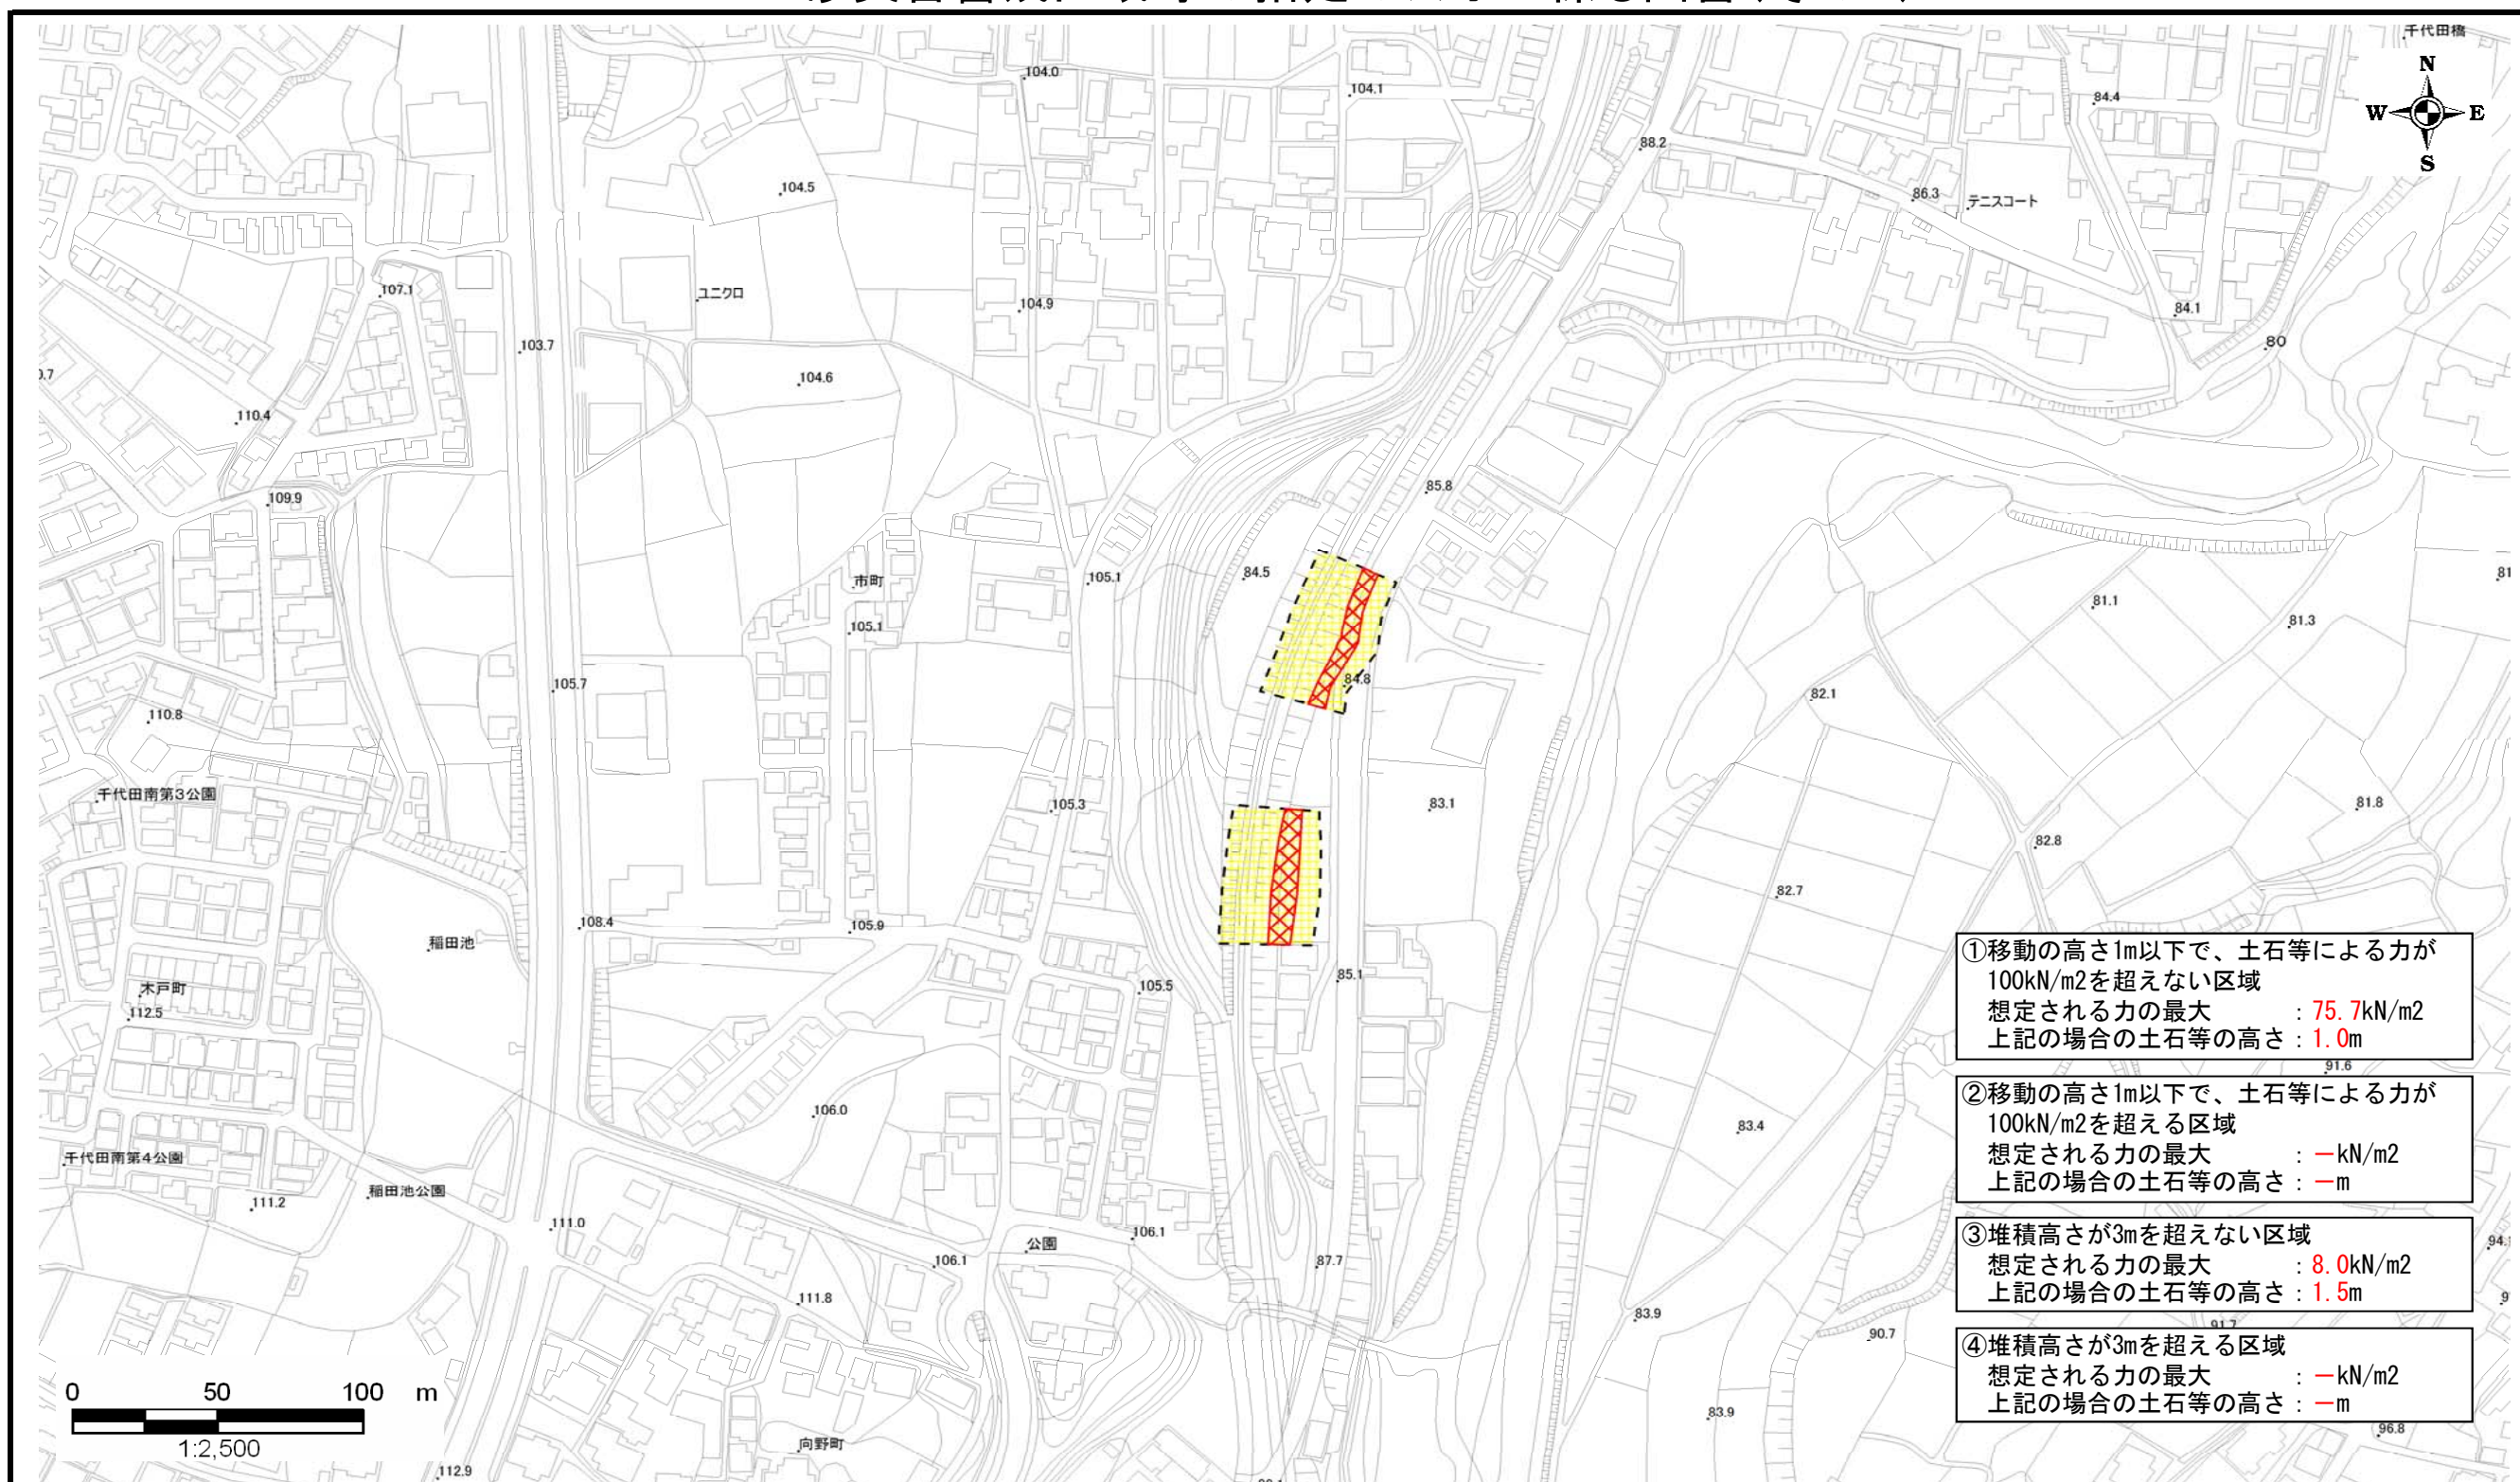 千代田橋
N
W
E
S
104.0
104.1
84.4
88.2
104.5
86.3
テニスコート
107.1
ユニクロ
104.9
84.1
103.7
80
0.7
104.6
110.4
109.9
85.8
市町
105.1
84.5
81
81.1
105.1
81.3
105.7
84.8
82.1
110.8
千代田南第3公園
105.3
83.1
81.8
82.8
82.7
108.4
105.9
稲田池
85.1
105.5
木戸町
112.5
①移動の高さ1m以下で、土石等による力が
100kN/m2を超えない区域
想定される力の最大 : 75.7kN/m2
上記の場合の土石等の高さ : 1.0m
91.6
②移動の高さ1m以下で、土石等による力が
100kN/m2を超える区域
想定される力の最大 : −kN/m2
上記の場合の土石等の高さ : −m
106.0
83.4
千代田南第4公園
稲田池公園
111.2
111.0
106.1
公園
106.1
87.7
③堆積高さが3mを超えない区域
想定される力の最大 : 8.0kN/m2
上記の場合の土石等の高さ : 1.5m
94.
111.8
83.9
91.7
90.7
④堆積高さが3mを超える区域
想定される力の最大 : −kN/m2
上記の場合の土石等の高さ : −m
0 50 100 m
1:2,500
83.9
96.8
向野町
112.9